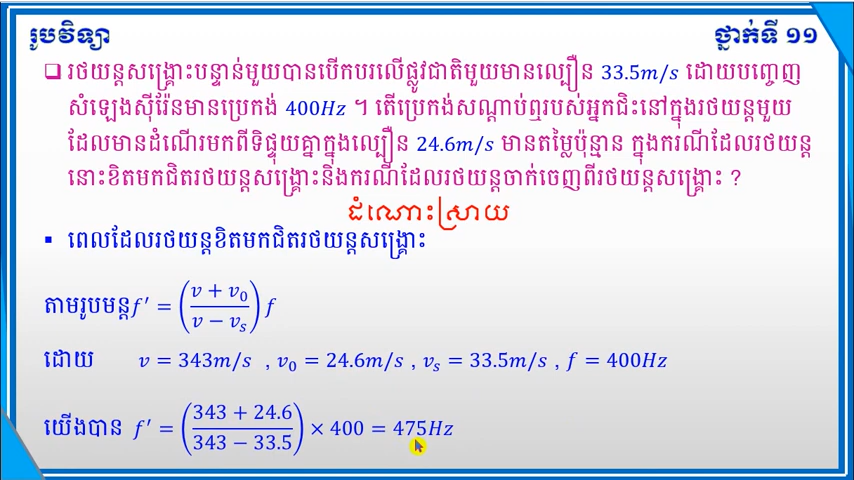 រូបវិទ្យា
ថ្នាក់ទី ១១
❑ រថយន្តសង្គ្រោះបន្ទាន់មួយបានបើកបរលើផ្លូវជាតិមួយមានល្បឿន 33.5m/s ដោយបញ្ចេញ
សំឡេងស៊ីរ៉ែនមានប្រេកង់ 400Hz ។ តើប្រេកង់សណ្តាប់ឮរបស់អ្នកជិះនៅក្នុងរថយន្តមួយ
ដែលមានដំណើរមកពីទិផ្ទុយគ្នាក្នុងល្បឿន 24.6m/s មានតម្លៃប៉ុន្មាន ក្នុងករណីដែលរថយន្ត
នោះខិតមកជិតរថយន្តសង្គ្រោះនិងករណីដែលរថយន្តចាក់ចេញពីរថយន្តសង្គ្រោះ ?
ដំណោះស្រាយ
▪ ពេលដែលរថយន្តខិតមកជិតរថយន្តសង្គ្រោះ
តាមរូបមន្ត f′ = ((v + v₀)/(v − vₛ)) f
ដោយ v = 343m/s , v₀ = 24.6m/s , vₛ = 33.5m/s , f = 400Hz
យើងបាន f′ = ((343 + 24.6)/(343 − 33.5)) × 400 = 475Hz